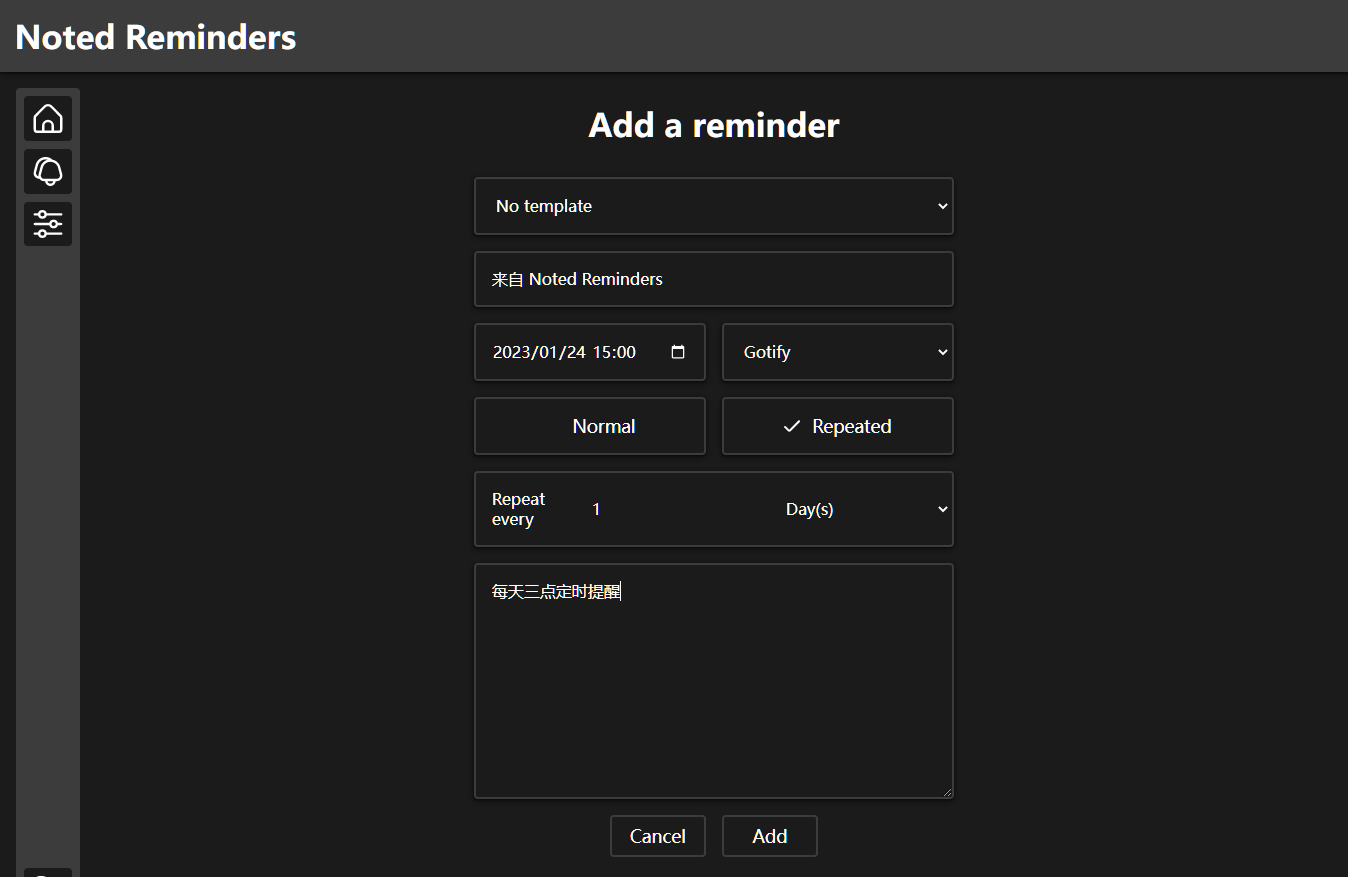 Noted Reminders
Add a reminder
No template
来自 Noted Reminders
2023/01/24 15:00
Gotify
Normal
Repeated
Repeat
every
1
Day(s)
每天三点定时提醒
Cancel
Add